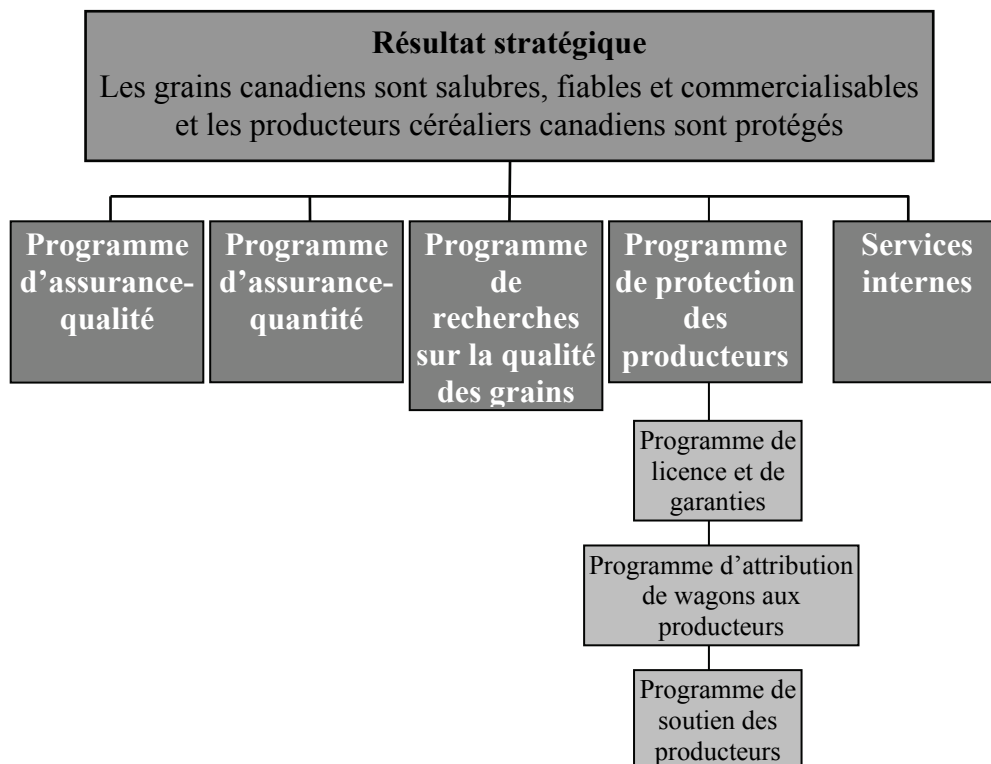 Résultat stratégique
Les grains canadiens sont salubres, fiables et commercialisables
et les producteurs céréaliers canadiens sont protégés
Programme
d’assurance-
qualité
Programme
d’assurance-
quantité
Programme
de
recherches
sur la qualité
des grains
Programme
de protection
des
producteurs
Services
internes
Programme de
licence et de
garanties
Programme d’attribution
de wagons aux
producteurs
Programme de
soutien des
producteurs